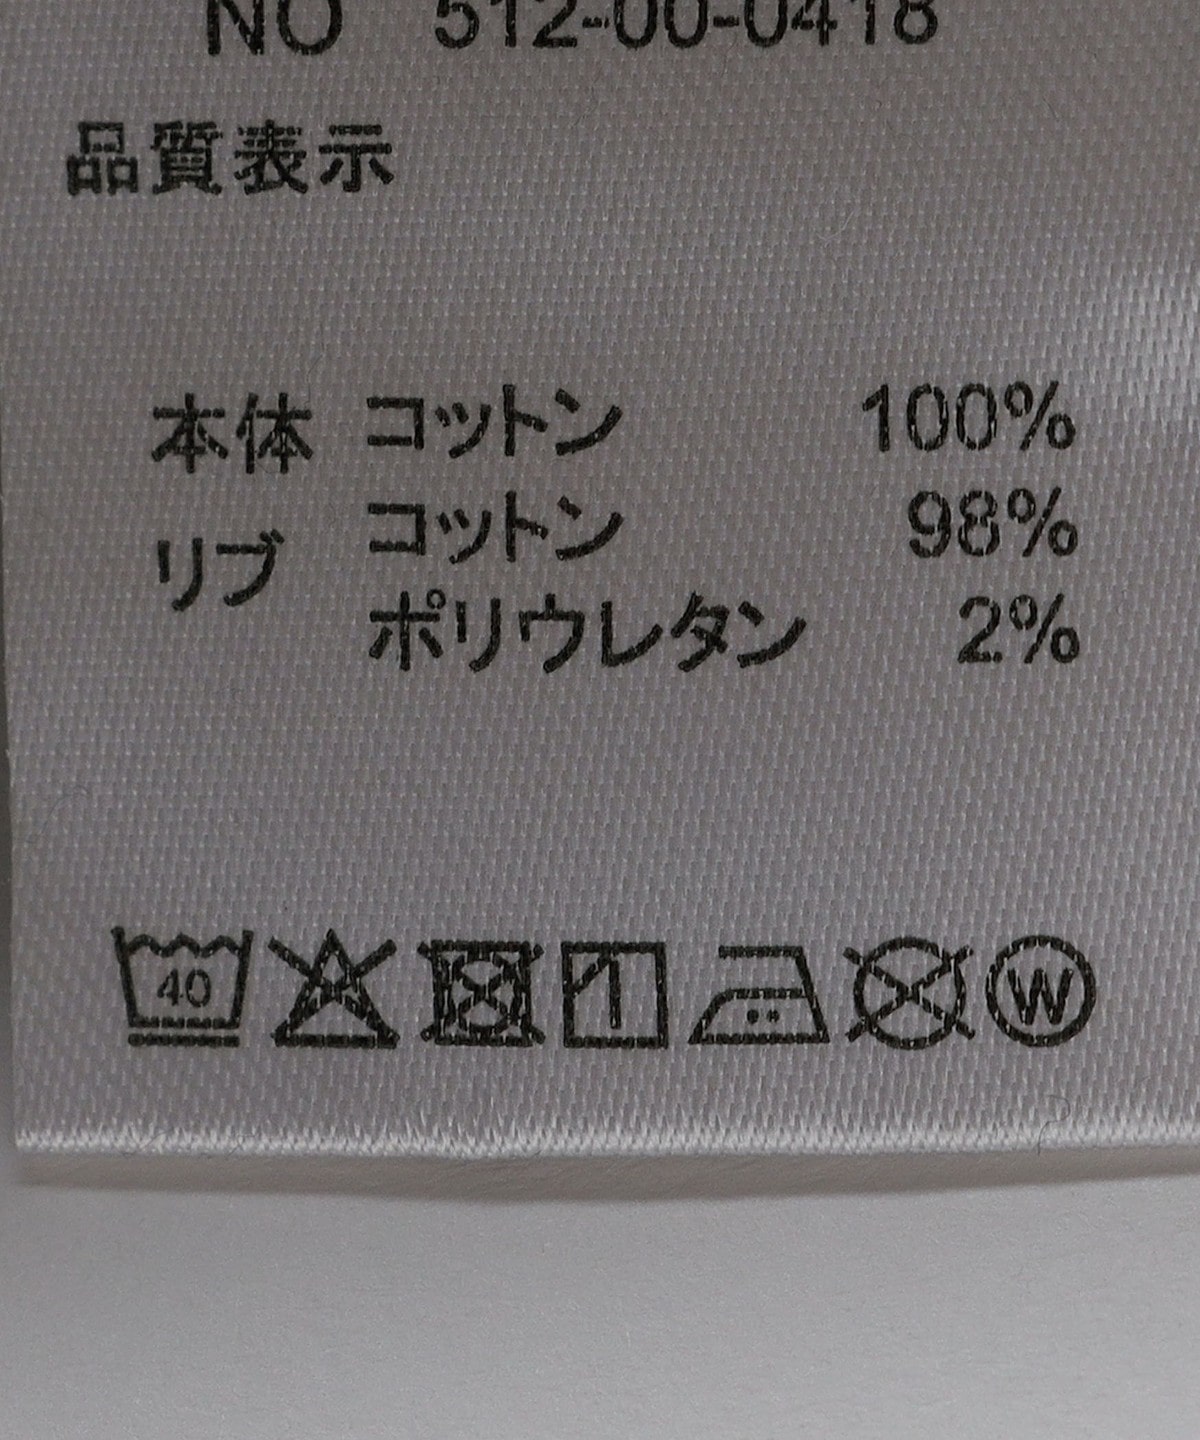 NO 512-00-0418
品質表示
本体 コットン 100%
コットン 98%
リブ
ポリウレタン 2%
40 W